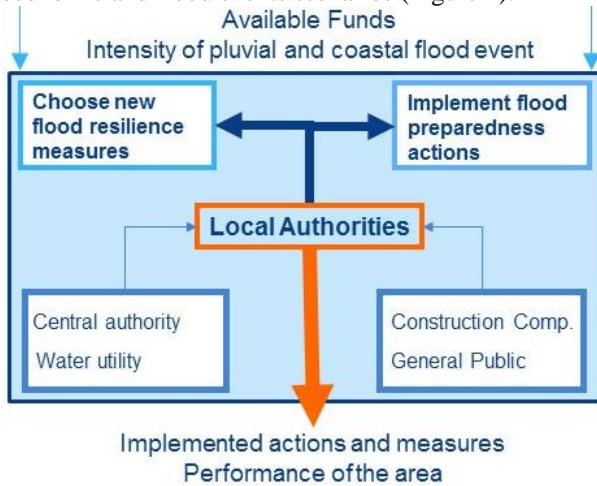 Available Funds
Intensity of pluvial and coastal flood event
Choose new
flood resilience
measures
Implement flood
preparedness
actions
Local Authorities
Central authority
Water utility
Construction Comp.
General Public
Implemented actions and measures
Performance of the area